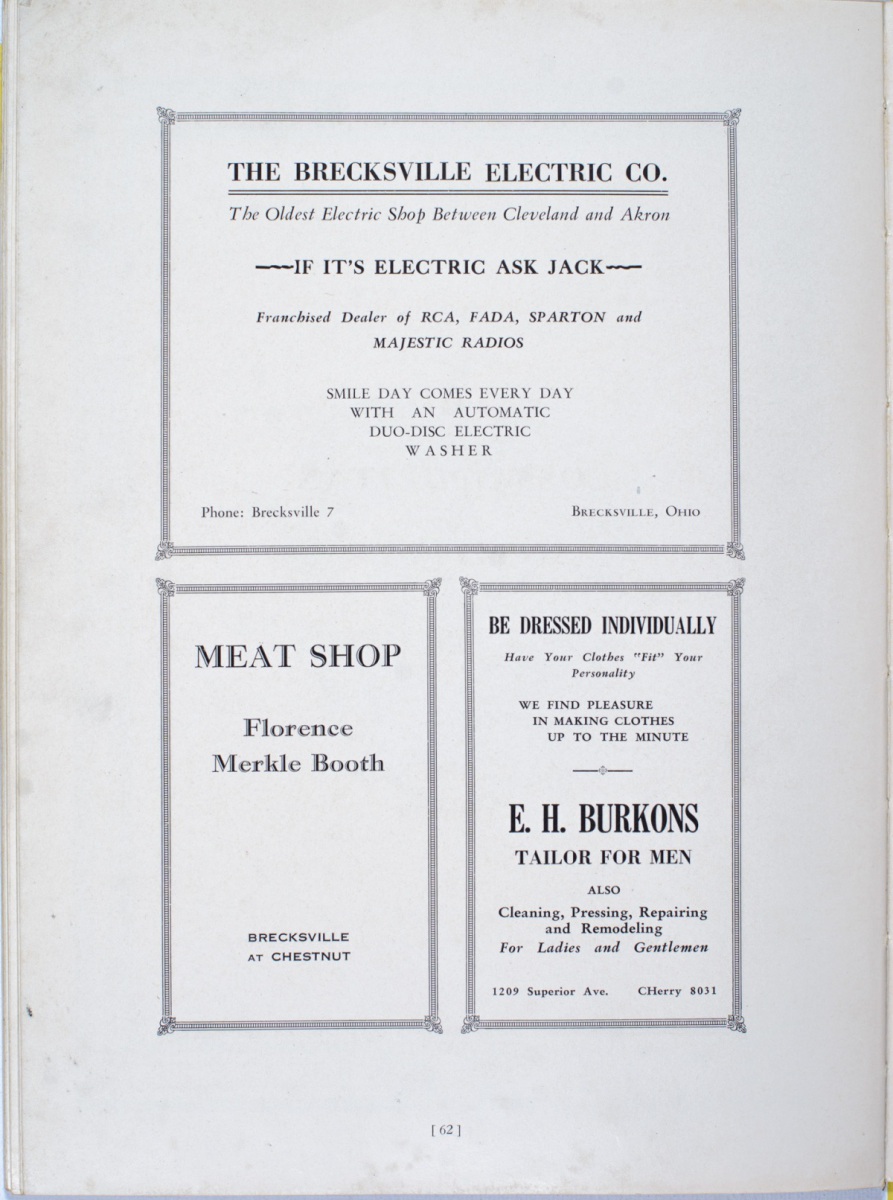 THE BRECKSVILLE ELECTRIC CO.
The Oldest Electric Shop Between Cleveland and Akron
IF IT'S ELECTRIC ASK JACK
Franchised Dealer of RCA, FADA, SPARTON and
MAJESTIC RADIOS
SMILE DAY COMES EVERY DAY
WITH AN AUTOMATIC
DUO-DISC ELECTRIC
WASHER
Phone: Brecksville 7
BRECKSVILLE, OHIO
MEAT SHOP
Florence
Merkle Booth
BRECKSVILLE
AT CHESTNUT
BE DRESSED INDIVIDUALLY
Have Your Clothes "Fit" Your
Personality
WE FIND PLEASURE
IN MAKING CLOTHES
UP TO THE MINUTE
E. H. BURKONS
TAILOR FOR MEN
ALSO
Cleaning, Pressing, Repairing
and Remodeling
For Ladies and Gentlemen
1209 Superior Ave. CHerry 8031
[ 62 ]